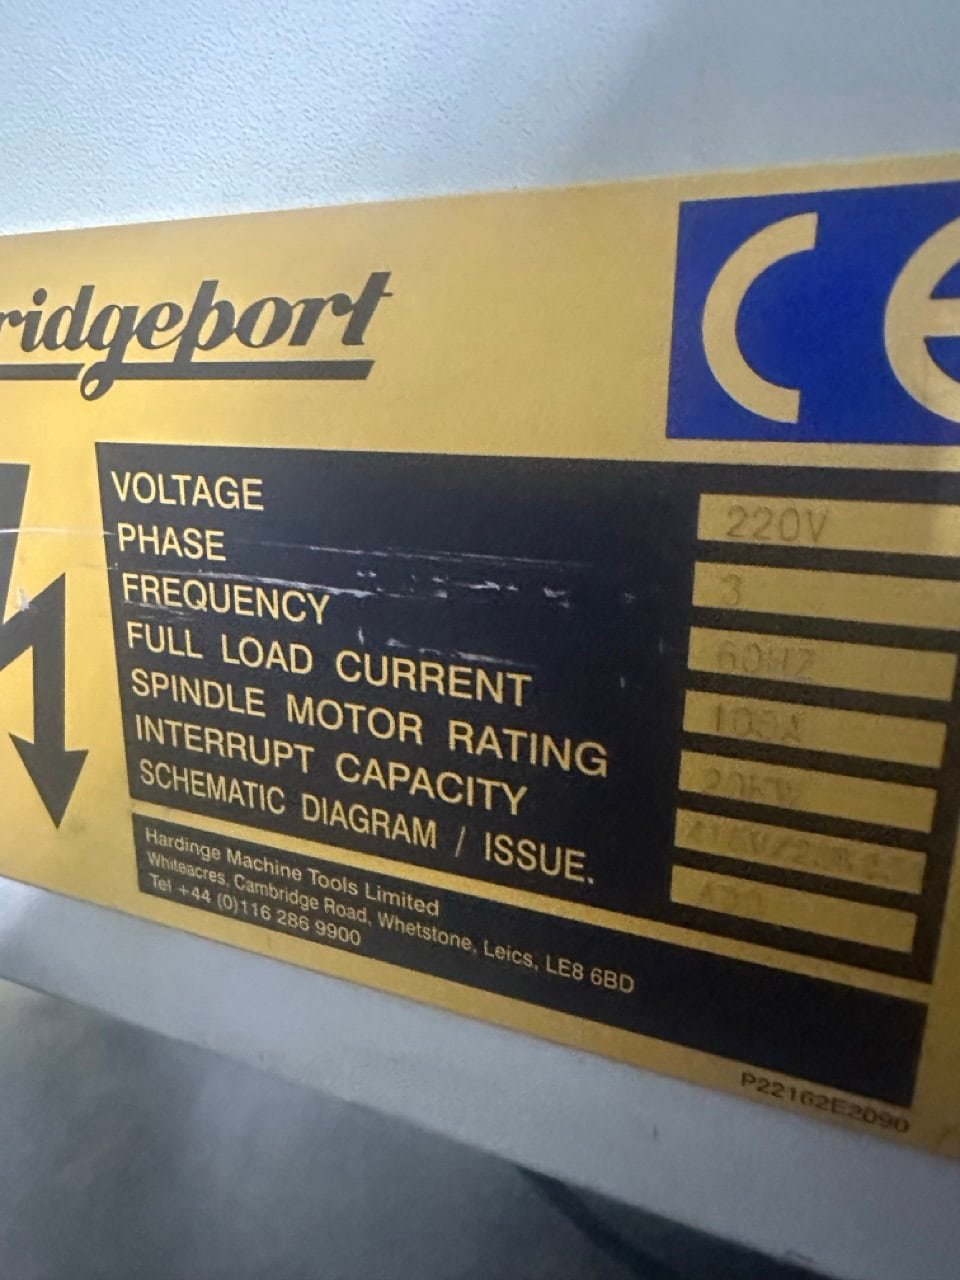 ridgeport
CE
VOLTAGE 220V
PHASE 3
FREQUENCY 60HZ
FULL LOAD CURRENT
SPINDLE MOTOR RATING
INTERRUPT CAPACITY
SCHEMATIC DIAGRAM / ISSUE.
Hardinge Machine Tools Limited
Whiteacres, Cambridge Road, Whetstone, Leics, LE8 6BD
Tel +44 (0)116 286 9900
P22162E2090